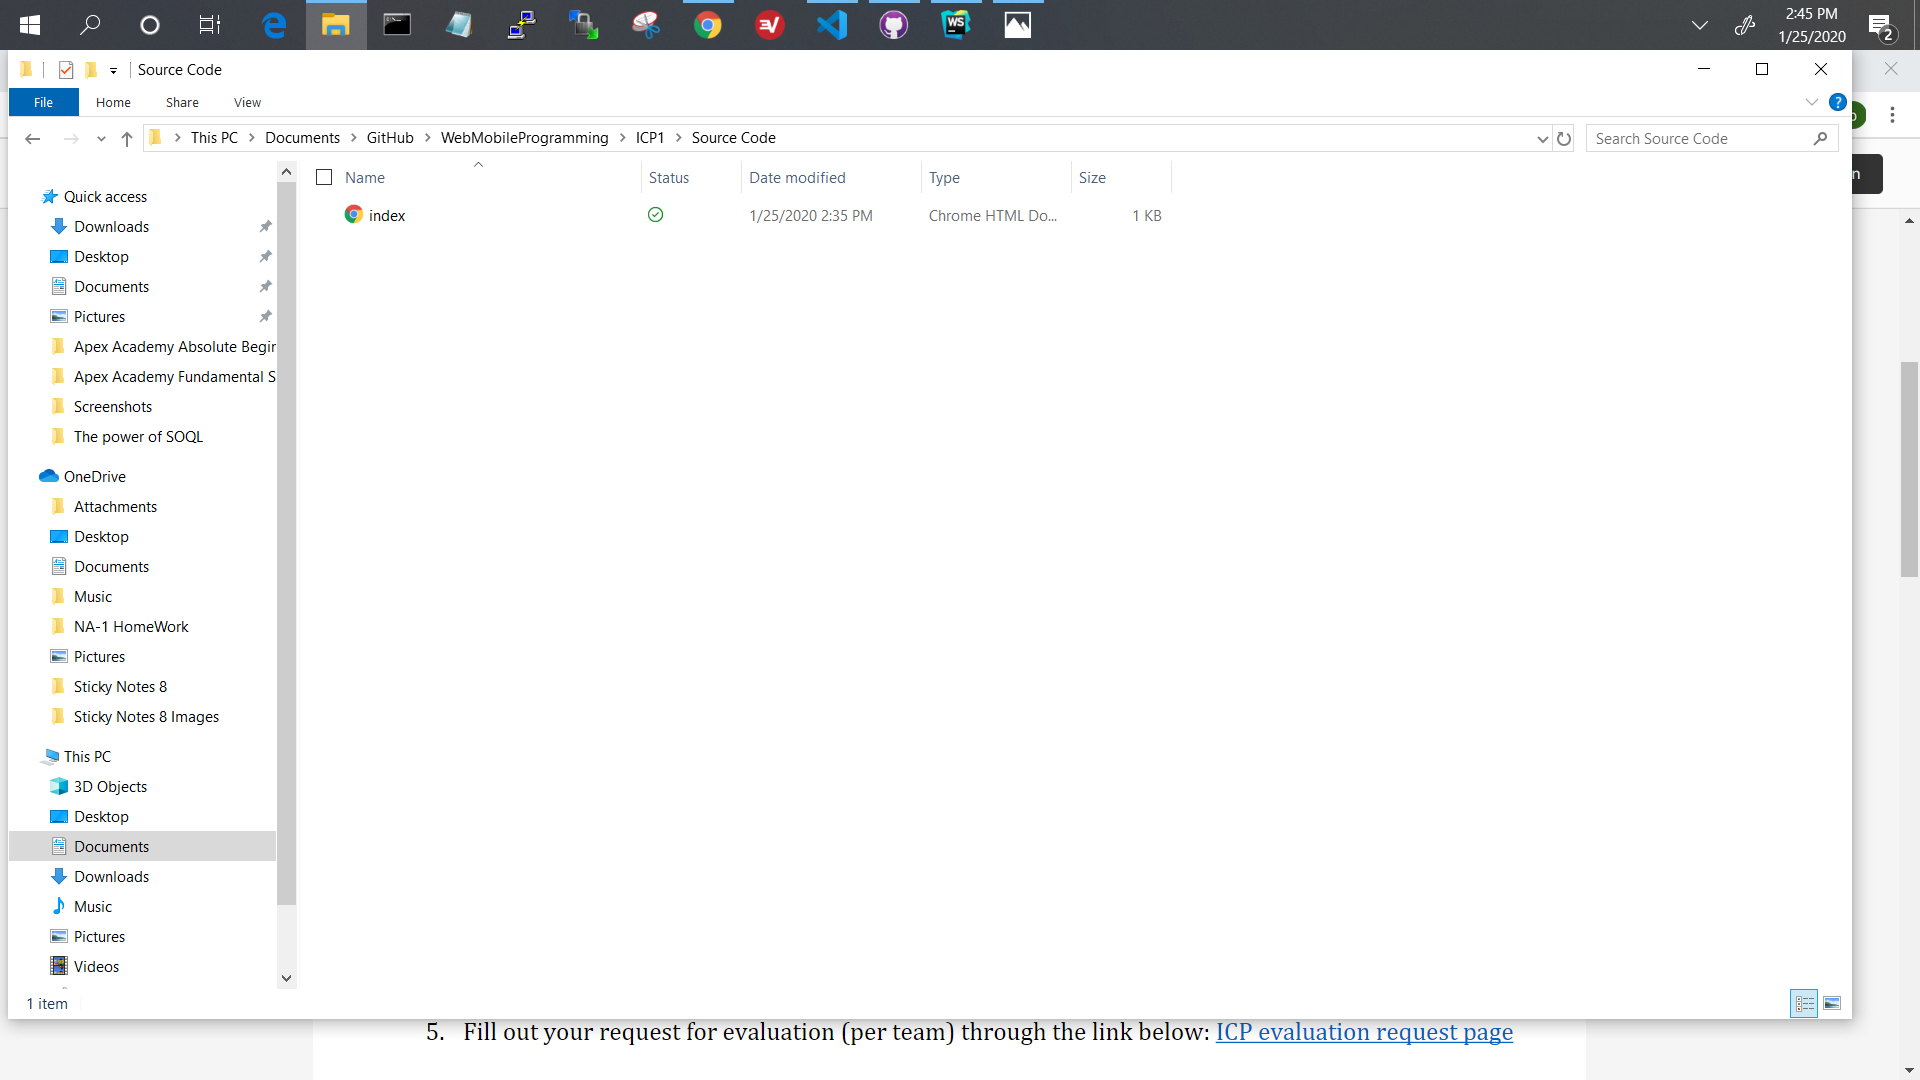 2:45 PM
1/25/2020
2
WS
Source Code
File Home Share View
?
This PC Documents GitHub WebMobileProgramming ICP1 Source Code
Search Source Code
n
Name Status Date modified Type Size
index 1/25/2020 2:35 PM Chrome HTML Do... 1 KB
Quick access
Downloads
Desktop
Documents
Pictures
Apex Academy Absolute Begin
Apex Academy Fundamental S
Screenshots
The power of SOQL
OneDrive
Attachments
Desktop
Documents
Music
NA-1 HomeWork
Pictures
Sticky Notes 8
Sticky Notes 8 Images
This PC
3D Objects
Desktop
Documents
Downloads
Music
Pictures
Videos
1 item
5. Fill out your request for evaluation (per team) through the link below: ICP evaluation request page